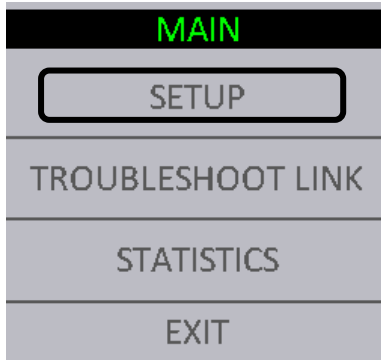 MAIN
SETUP
TROUBLESHOOT LINK
STATISTICS
EXIT